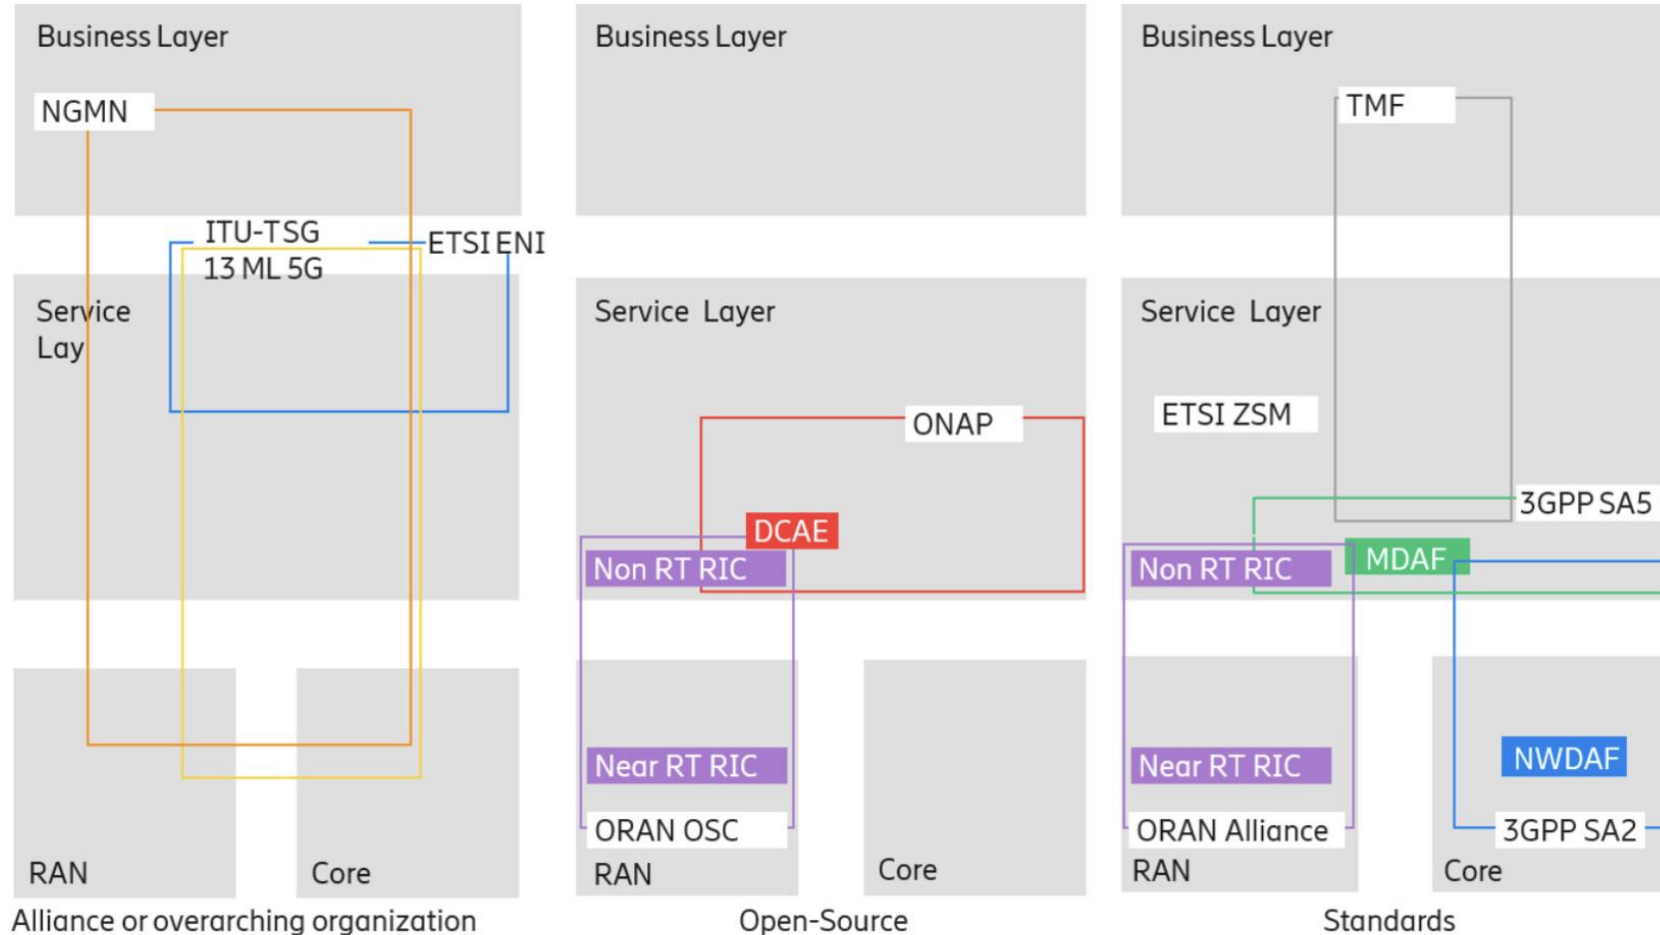 Business Layer
NGMN
ITU-T SG
13 ML 5G
ETSI ENI
Service
Lay
RAN
Core
Alliance or overarching organization
Business Layer
Service Layer
ONAP
DCAE
Non RT RIC
Near RT RIC
ORAN OSC
RAN
Core
Open-Source
Business Layer
TMF
Service Layer
ETSI ZSM
3GPP SA5
MDAF
Non RT RIC
NWDAF
Near RT RIC
ORAN Alliance
3GPP SA2
RAN
Core
Standards